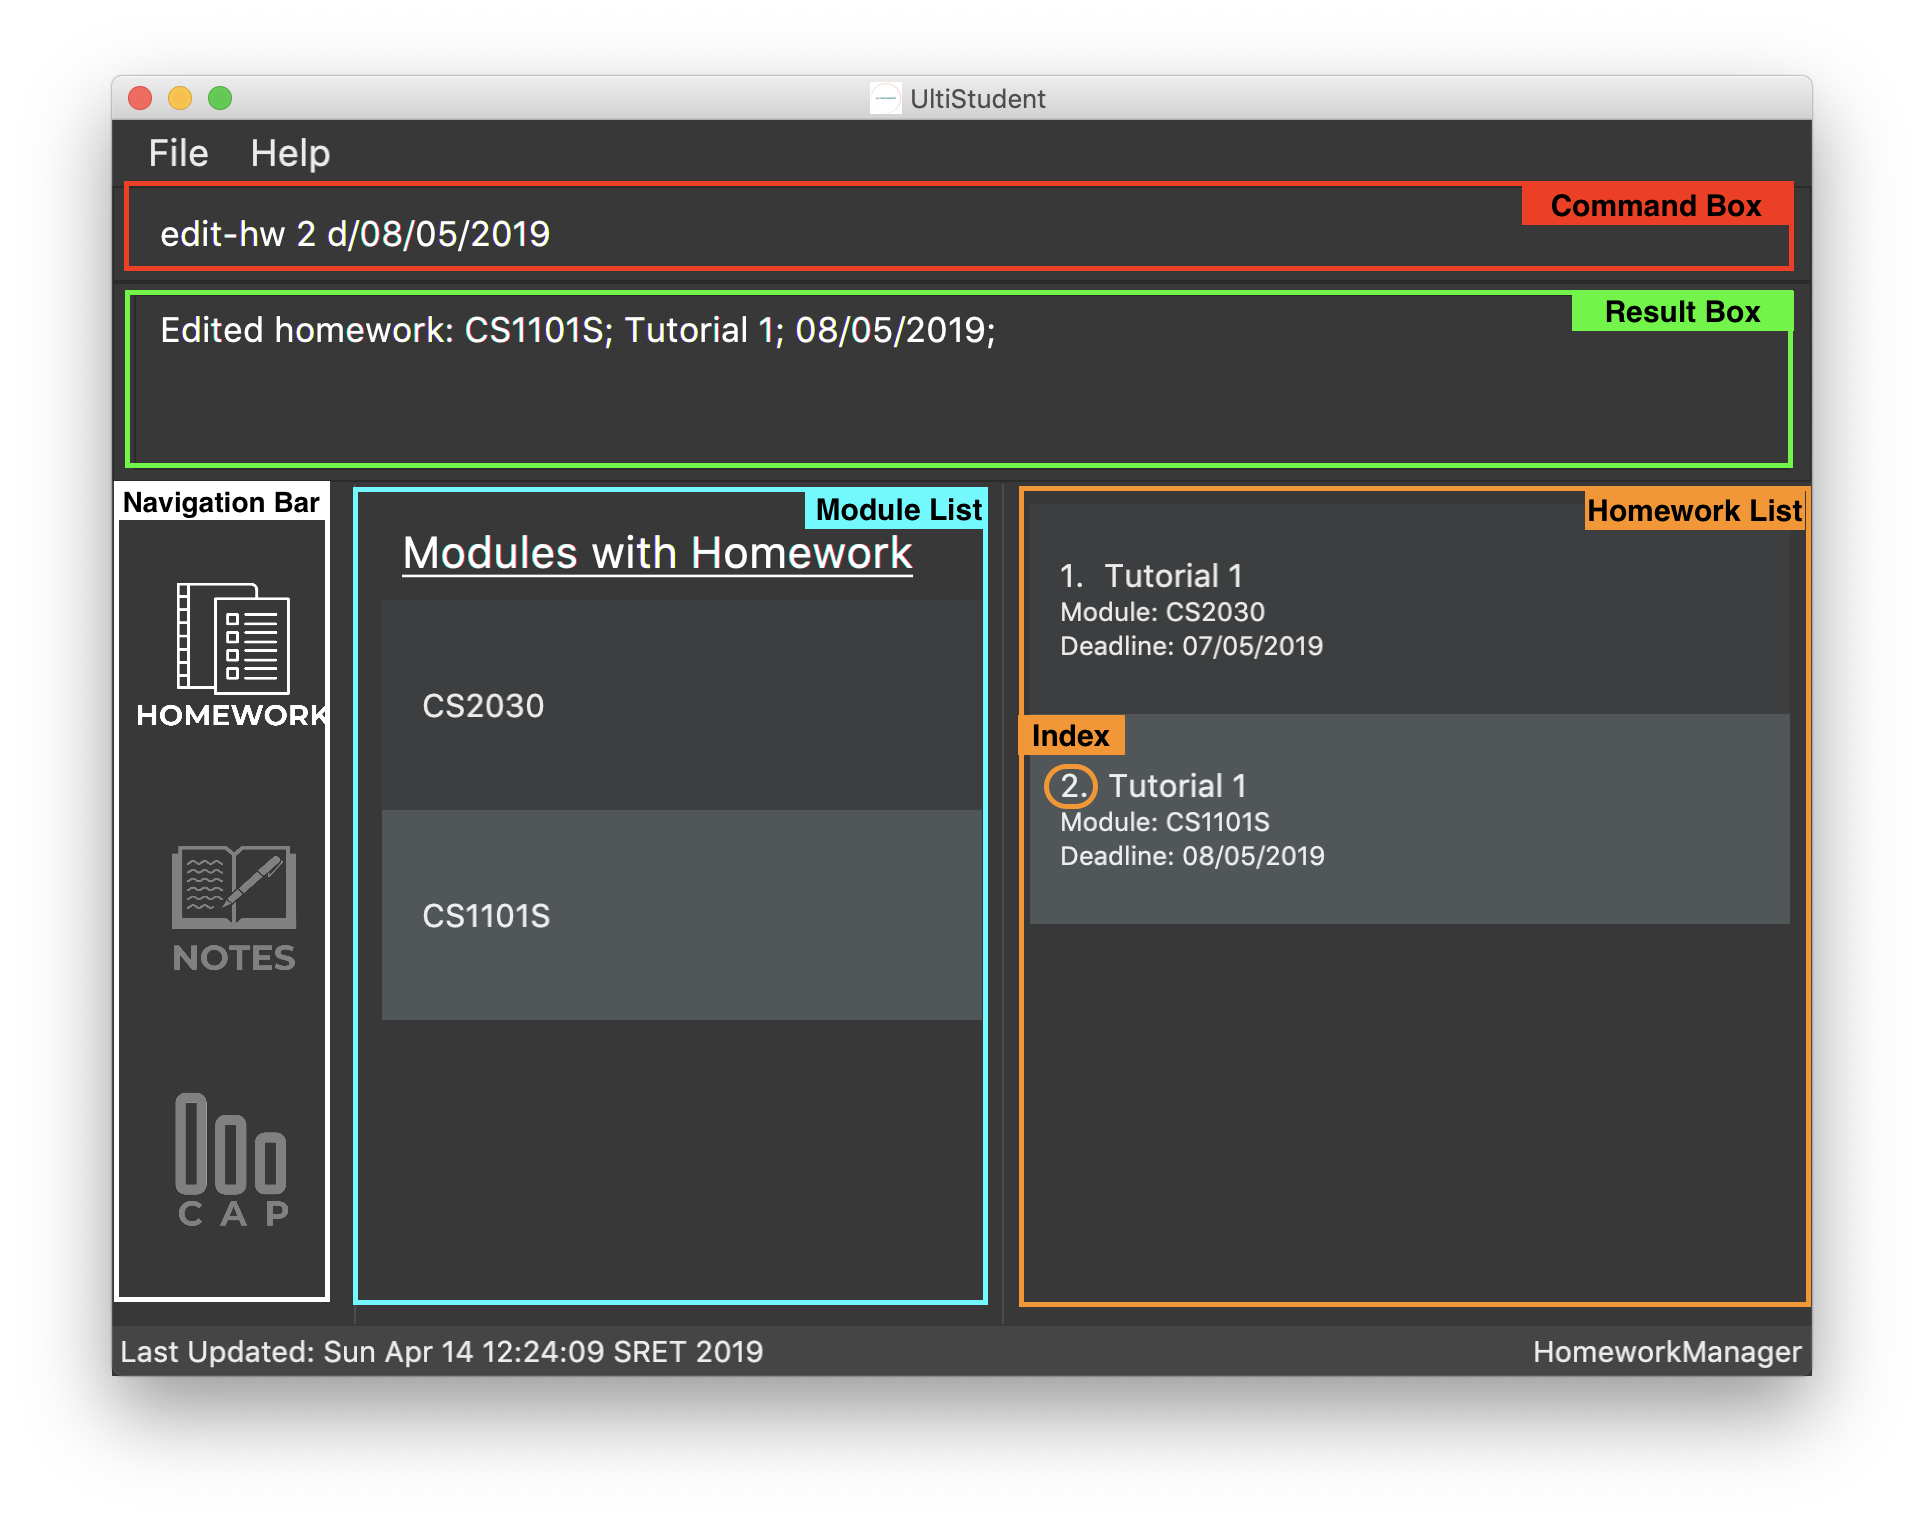 UltiStudent
File Help
Command Box
edit-hw 2 d/08/05/2019
Result Box
Edited homework: CS1101S; Tutorial 1; 08/05/2019;
Navigation Bar
HOMEWORK
NOTES
CAP
Module List
Modules with Homework
CS2030
CS1101S
Homework List
1. Tutorial 1
Module: CS2030
Deadline: 07/05/2019
Index
2. Tutorial 1
Module: CS1101S
Deadline: 08/05/2019
Last Updated: Sun Apr 14 12:24:09 SRET 2019
HomeworkManager